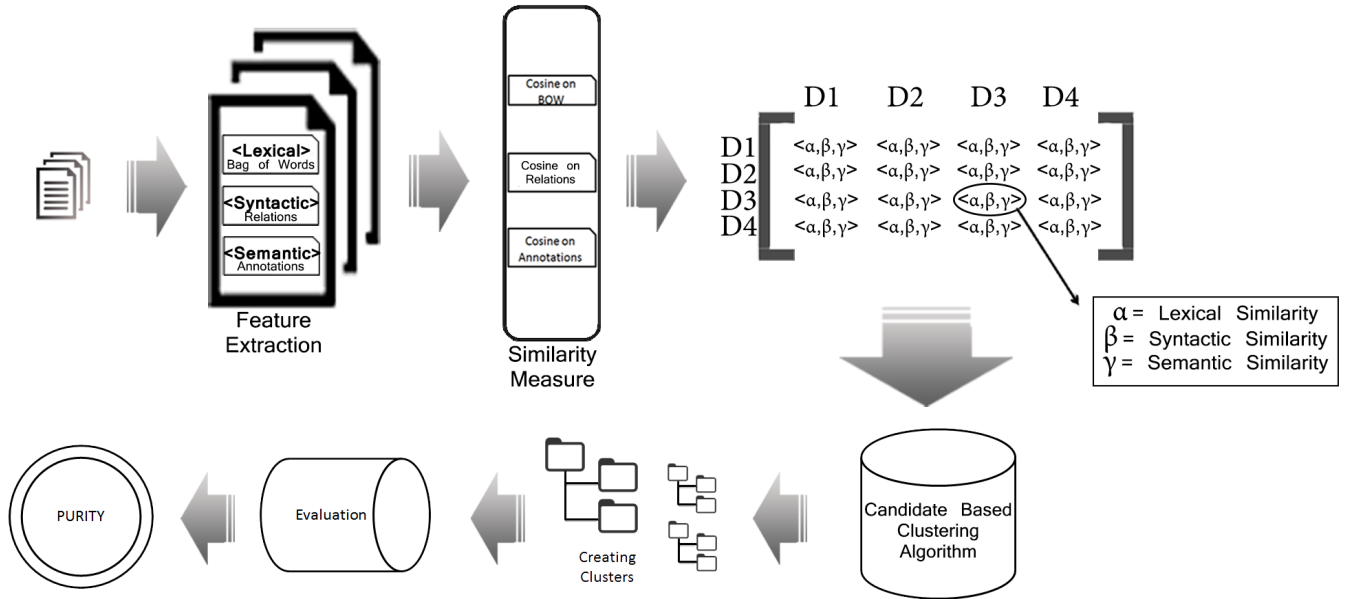 <Lexical>
Bag of Words
<Syntactic>
Relations
<Semantic>
Annotations
Feature
Extraction
Cosine on
BOW
Cosine on
Relations
Cosine on
Annotations
Similarity
Measure
D1 D2 D3 D4
D1 <α,β,γ> <α,β,γ> <α,β,γ> <α,β,γ>
D2 <α,β,γ> <α,β,γ> <α,β,γ> <α,β,γ>
D3 <α,β,γ> <α,β,γ> <α,β,γ> <α,β,γ>
D4 <α,β,γ> <α,β,γ> <α,β,γ> <α,β,γ>
α = Lexical Similarity
β = Syntactic Similarity
γ = Semantic Similarity
Candidate Based
Clustering
Algorithm
Creating
Clusters
Evaluation
PURITY